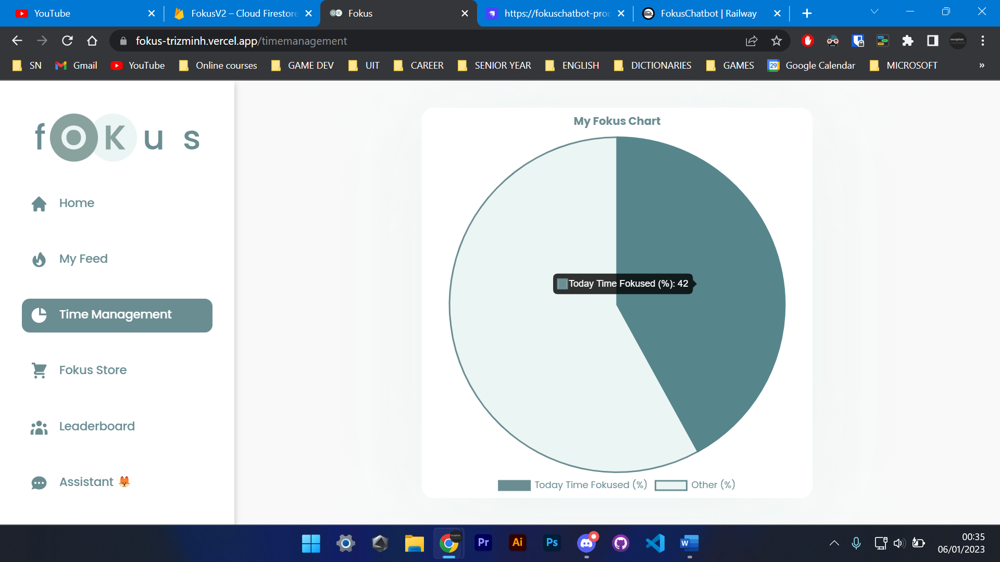 YouTube
FokusV2 – Cloud Firestore
Fokus
https://fokuschatbot-proc
FokusChatbot | Railway
fokus-trizminh.vercel.app/timemanagement
SN
Gmail
YouTube
Online courses
GAME DEV
UIT
CAREER
SENIOR YEAR
ENGLISH
DICTIONARIES
GAMES
29
Google Calendar
MICROSOFT
»
fOKus
Home
My Feed
Time Management
Fokus Store
Leaderboard
Assistant 🦊
My Fokus Chart
Today Time Fokused (%): 42
Today Time Fokused (%)
Other (%)
Pr
Ai
Ps
W
00:35
06/01/2023